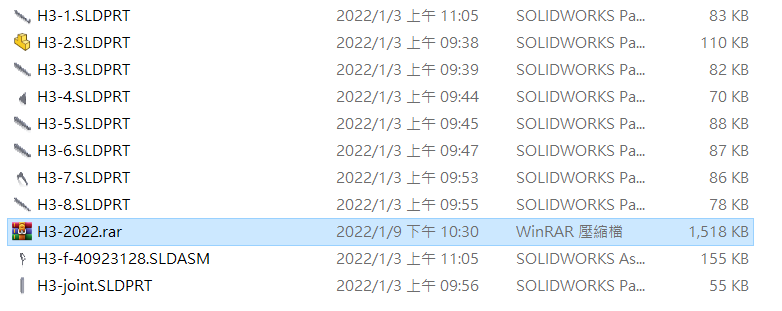 H3-1.SLDPRT 2022/1/3 上午 11:05 SOLIDWORKS Pa... 83 KB
H3-2.SLDPRT 2022/1/3 上午 09:38 SOLIDWORKS Pa... 110 KB
H3-3.SLDPRT 2022/1/3 上午 09:39 SOLIDWORKS Pa... 82 KB
H3-4.SLDPRT 2022/1/3 上午 09:44 SOLIDWORKS Pa... 70 KB
H3-5.SLDPRT 2022/1/3 上午 09:45 SOLIDWORKS Pa... 88 KB
H3-6.SLDPRT 2022/1/3 上午 09:47 SOLIDWORKS Pa... 87 KB
H3-7.SLDPRT 2022/1/3 上午 09:53 SOLIDWORKS Pa... 86 KB
H3-8.SLDPRT 2022/1/3 上午 09:55 SOLIDWORKS Pa... 78 KB
H3-2022.rar 2022/1/9 下午 10:30 WinRAR 壓縮檔 1,518 KB
H3-f-40923128.SLDASM 2022/1/3 上午 11:05 SOLIDWORKS As... 155 KB
H3-joint.SLDPRT 2022/1/3 上午 09:56 SOLIDWORKS Pa... 55 KB